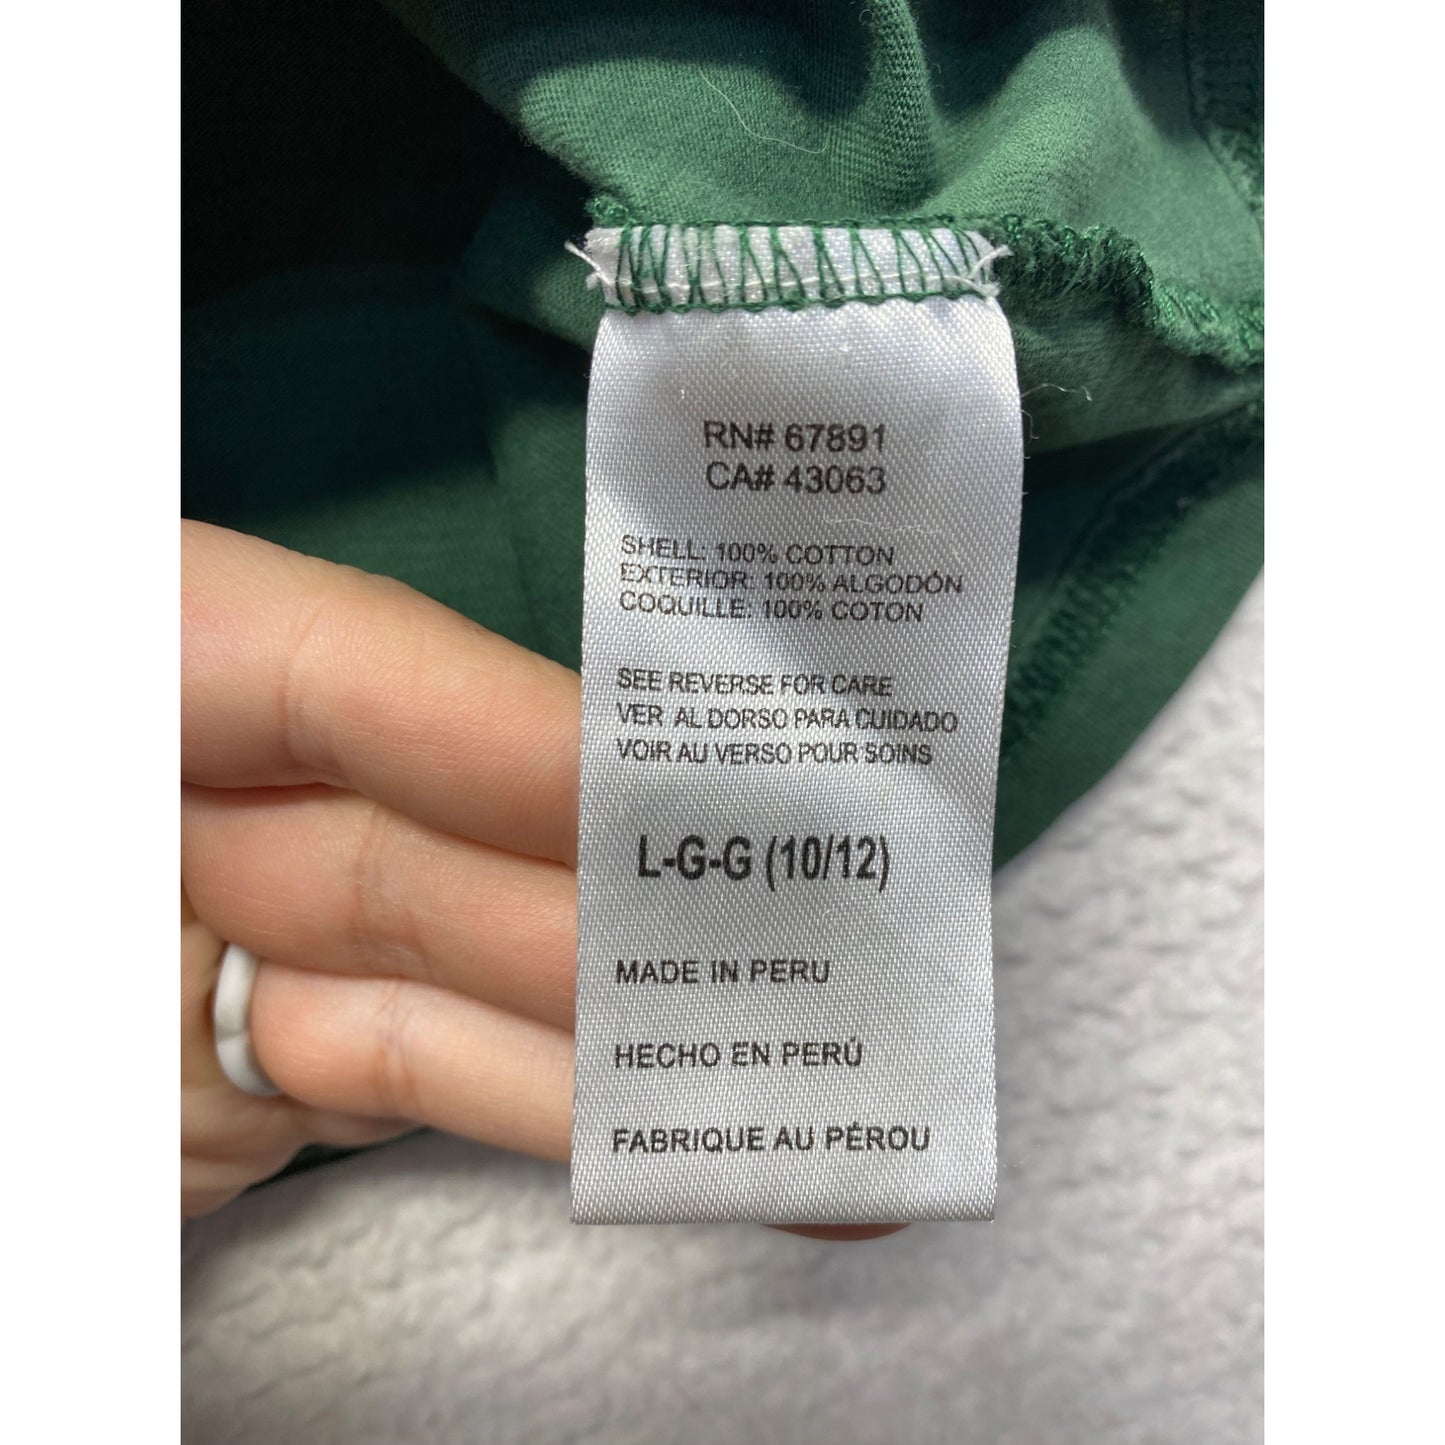 RN# 67891
CA# 43063
SHELL: 100% COTTON
EXTERIOR: 100% ALGODÓN
COQUILLE: 100% COTON
SEE REVERSE FOR CARE
VER AL DORSO PARA CUIDADO
VOIR AU VERSO POUR SOINS
L-G-G (10/12)
MADE IN PERU
HECHO EN PERÚ
FABRIQUE AU PÉROU